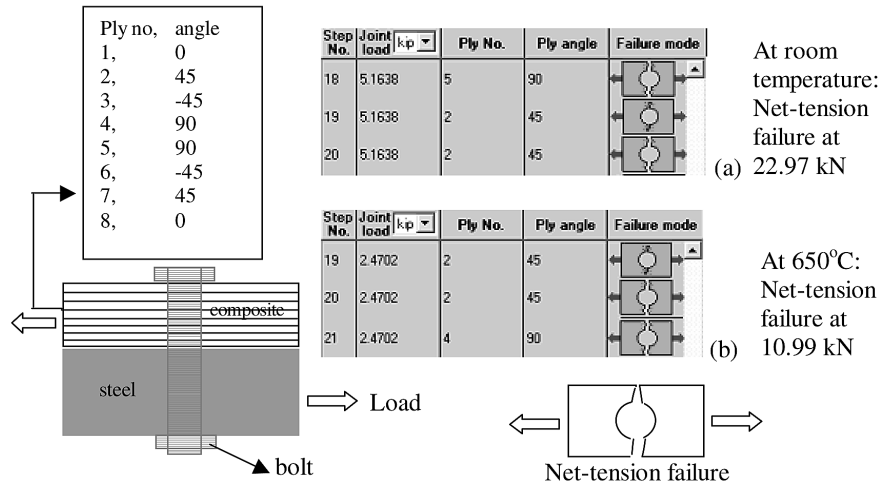 Ply no, angle
1, 0
2, 45
3, -45
4, 90
5, 90
6, -45
7, 45
8, 0
composite
steel
Load
bolt
Step No. Joint load kip Ply No. Ply angle Failure mode
18 5.1638 5 90
19 5.1638 2 45
20 5.1638 2 45
(a)
At room
temperature:
Net-tension
failure at
22.97 kN
Step No. Joint load kip Ply No. Ply angle Failure mode
19 2.4702 2 45
20 2.4702 2 45
21 2.4702 4 90
(b)
At 650°C:
Net-tension
failure at
10.99 kN
Net-tension failure